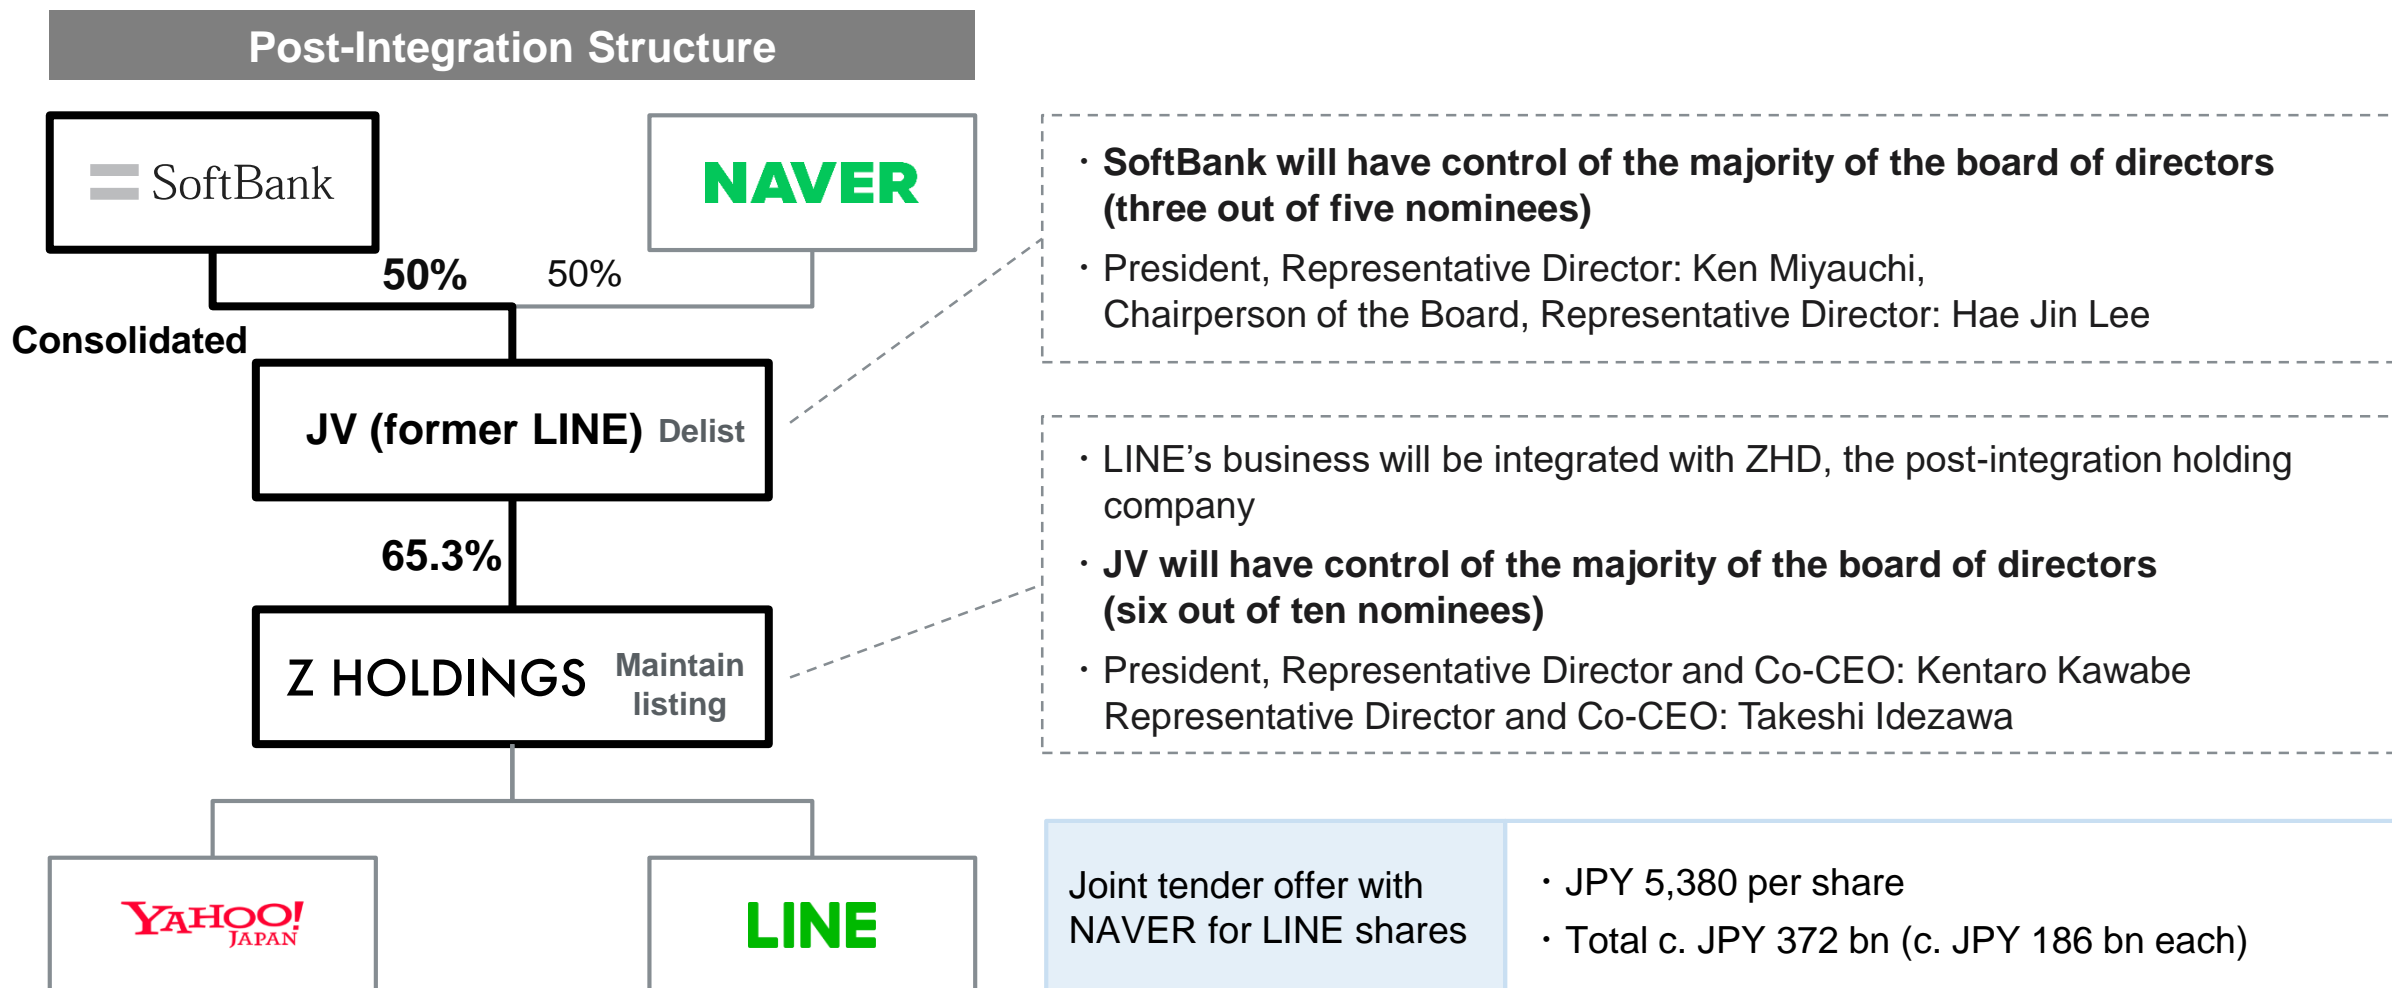 Post-Integration Structure
SoftBank
NAVER
50%
50%
Consolidated
JV (former LINE) Delist
65.3%
Z HOLDINGS
Maintain
listing
YAHOO!
JAPAN
LINE
・SoftBank will have control of the majority of the board of directors
(three out of five nominees)
・President, Representative Director: Ken Miyauchi,
Chairperson of the Board, Representative Director: Hae Jin Lee
・LINE’s business will be integrated with ZHD, the post-integration holding
company
・JV will have control of the majority of the board of directors
(six out of ten nominees)
・President, Representative Director and Co-CEO: Kentaro Kawabe
Representative Director and Co-CEO: Takeshi Idezawa
Joint tender offer with
NAVER for LINE shares
・JPY 5,380 per share
・Total c. JPY 372 bn (c. JPY 186 bn each)